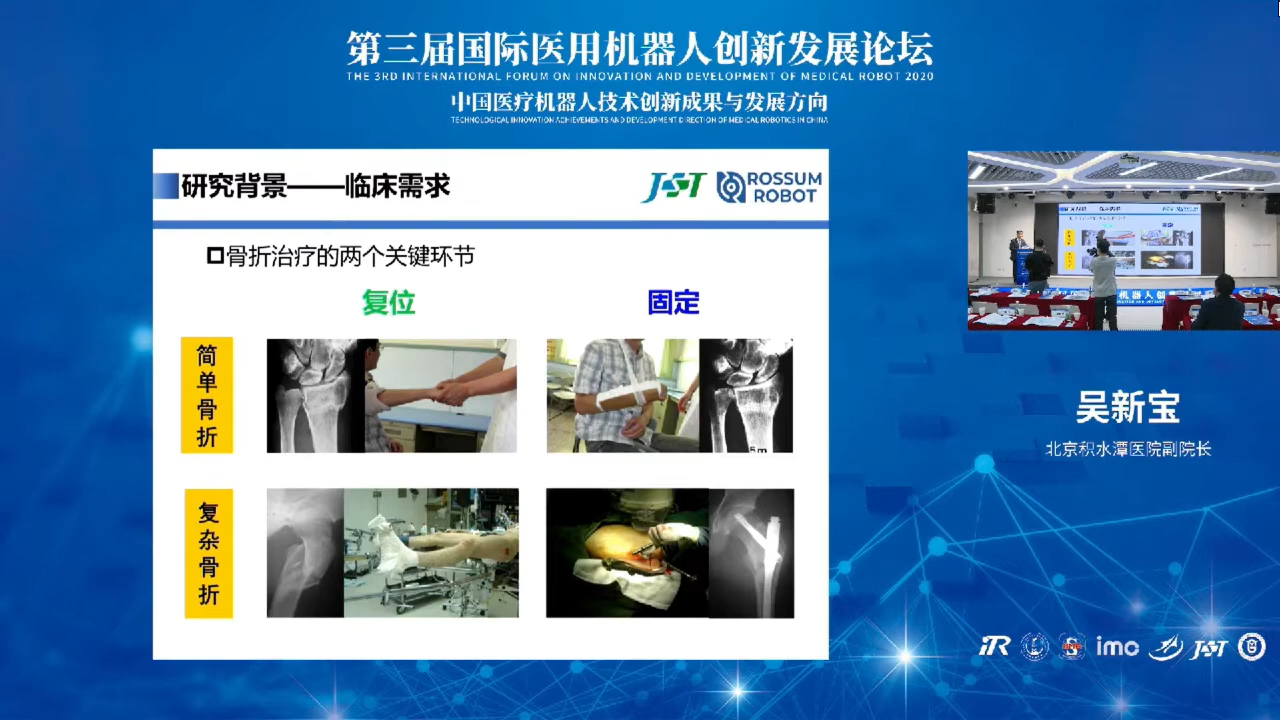 第三届国际医用机器人创新发展论坛
THE 3RD INTERNATIONAL FORUM ON INNOVATION AND DEVELOPMENT OF MEDICAL ROBOT 2020
中国医疗机器人技术创新成果与发展方向
TECHNOLOGICAL INNOVATION ACHIEVEMENTS AND DEVELOPMENT DIRECTION OF MEDICAL ROBOTICS IN CHINA
研究背景——临床需求
JST
ROSSUM
ROBOT
骨折治疗的两个关键环节
复位
固定
简单骨折
复杂骨折
吴新宝
北京积水潭医院副院长
机器人创
iR
imc
JST